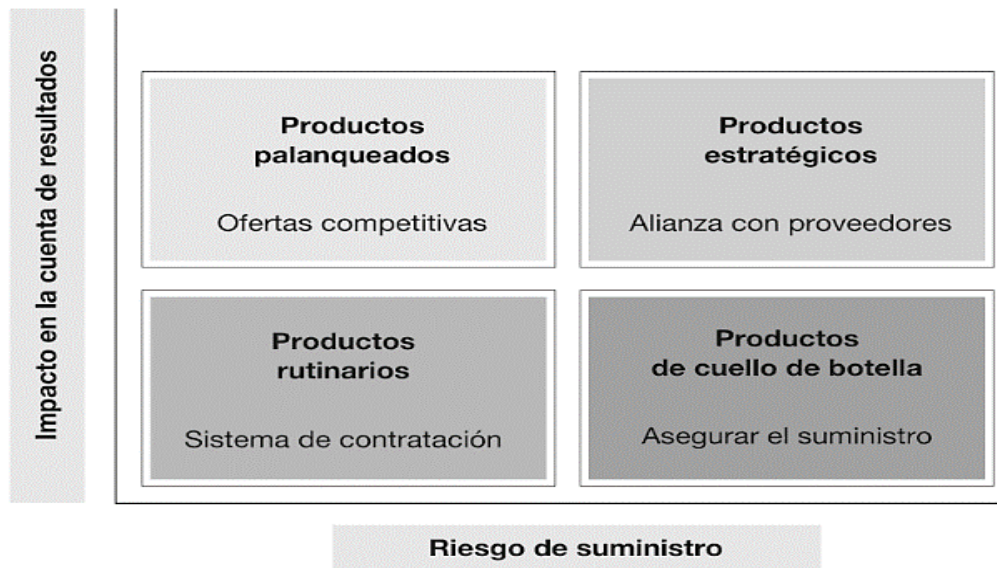 Impacto en la cuenta de resultados
Productos
palanqueados
Ofertas competitivas
Productos
estratégicos
Alianza con proveedores
Productos
rutinarios
Sistema de contratación
Productos
de cuello de botella
Asegurar el suministro
Riesgo de suministro